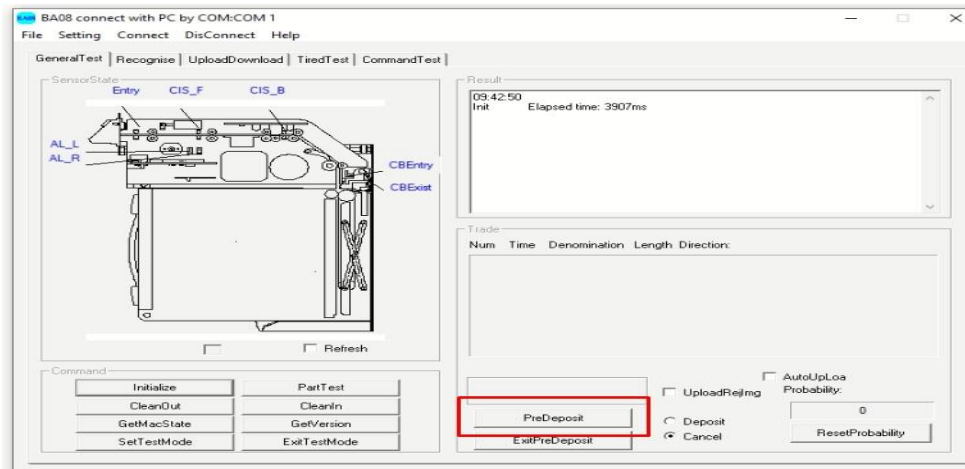 BA08 BA08 connect with PC by COM:COM 1
File Setting Connect DisConnect Help
GeneralTest Recognise UploadDownload TiredTest CommandTest
SensorState
Entry CIS_F CIS_B
AL_L
AL_R
CBEntry
CBExist
Refresh
Command
Initialize PartTest
CleanOut CleanIn
GetMacState GetVersion
SetTestMode ExitTestMode
Result
09:42:50
Init Elapsed time: 3907ms
Trade
Num Time Denomination Length Direction:
PreDeposit
ExitPreDeposit
UploadRejImg
Deposit
Cancel
AutoUpLoa
Probability:
0
ResetProbability